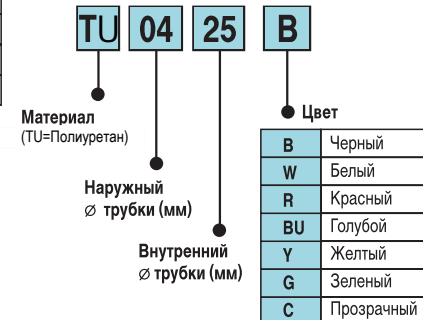 TU 04 25 B
Материал
(TU=Полиуретан)
Наружный
⌀ трубки (мм)
Внутренний
⌀ трубки (мм)
Цвет
B Черный
W Белый
R Красный
BU Голубой
Y Желтый
G Зеленый
C Прозрачный